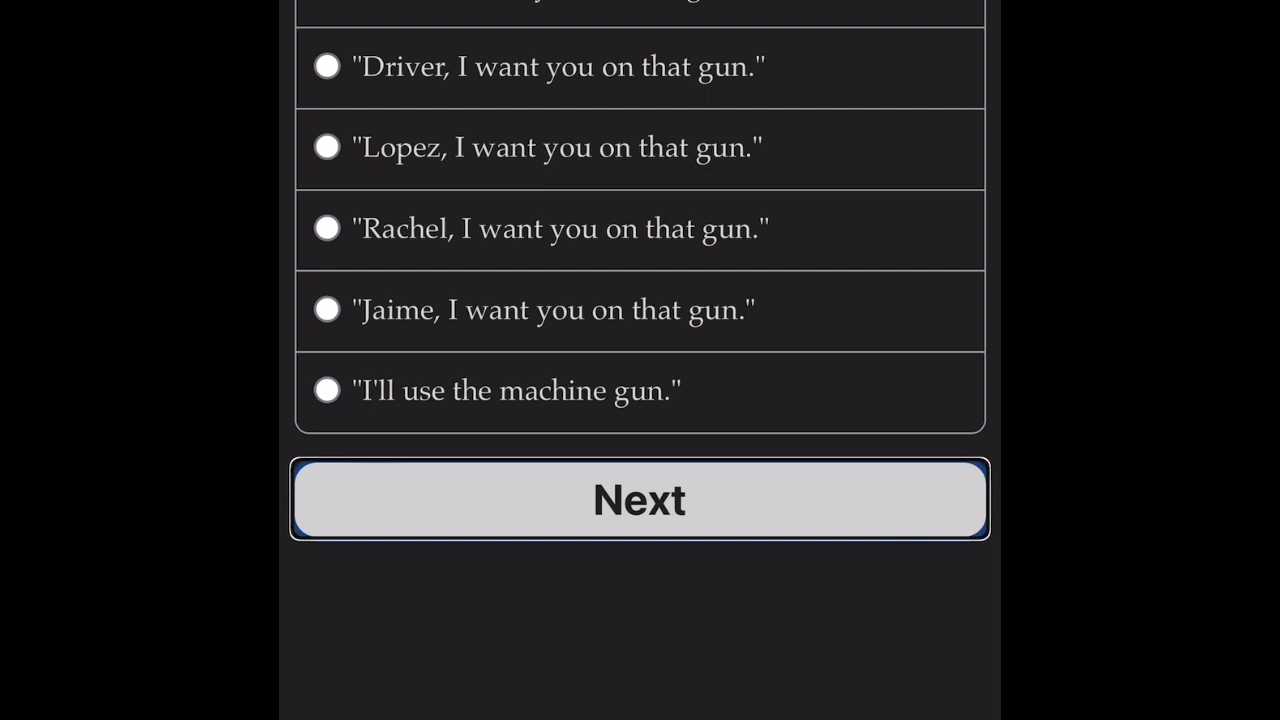 "Driver, I want you on that gun."
"Lopez, I want you on that gun."
"Rachel, I want you on that gun."
"Jaime, I want you on that gun."
"I'll use the machine gun."
Next